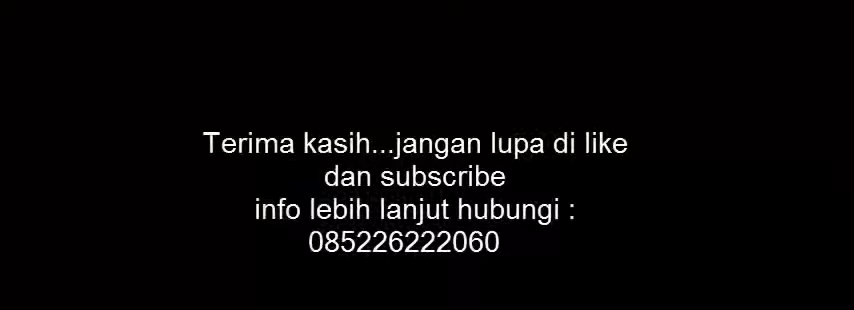 Terima kasih...jangan lupa di like
dan subscribe
info lebih lanjut hubungi :
085226222060